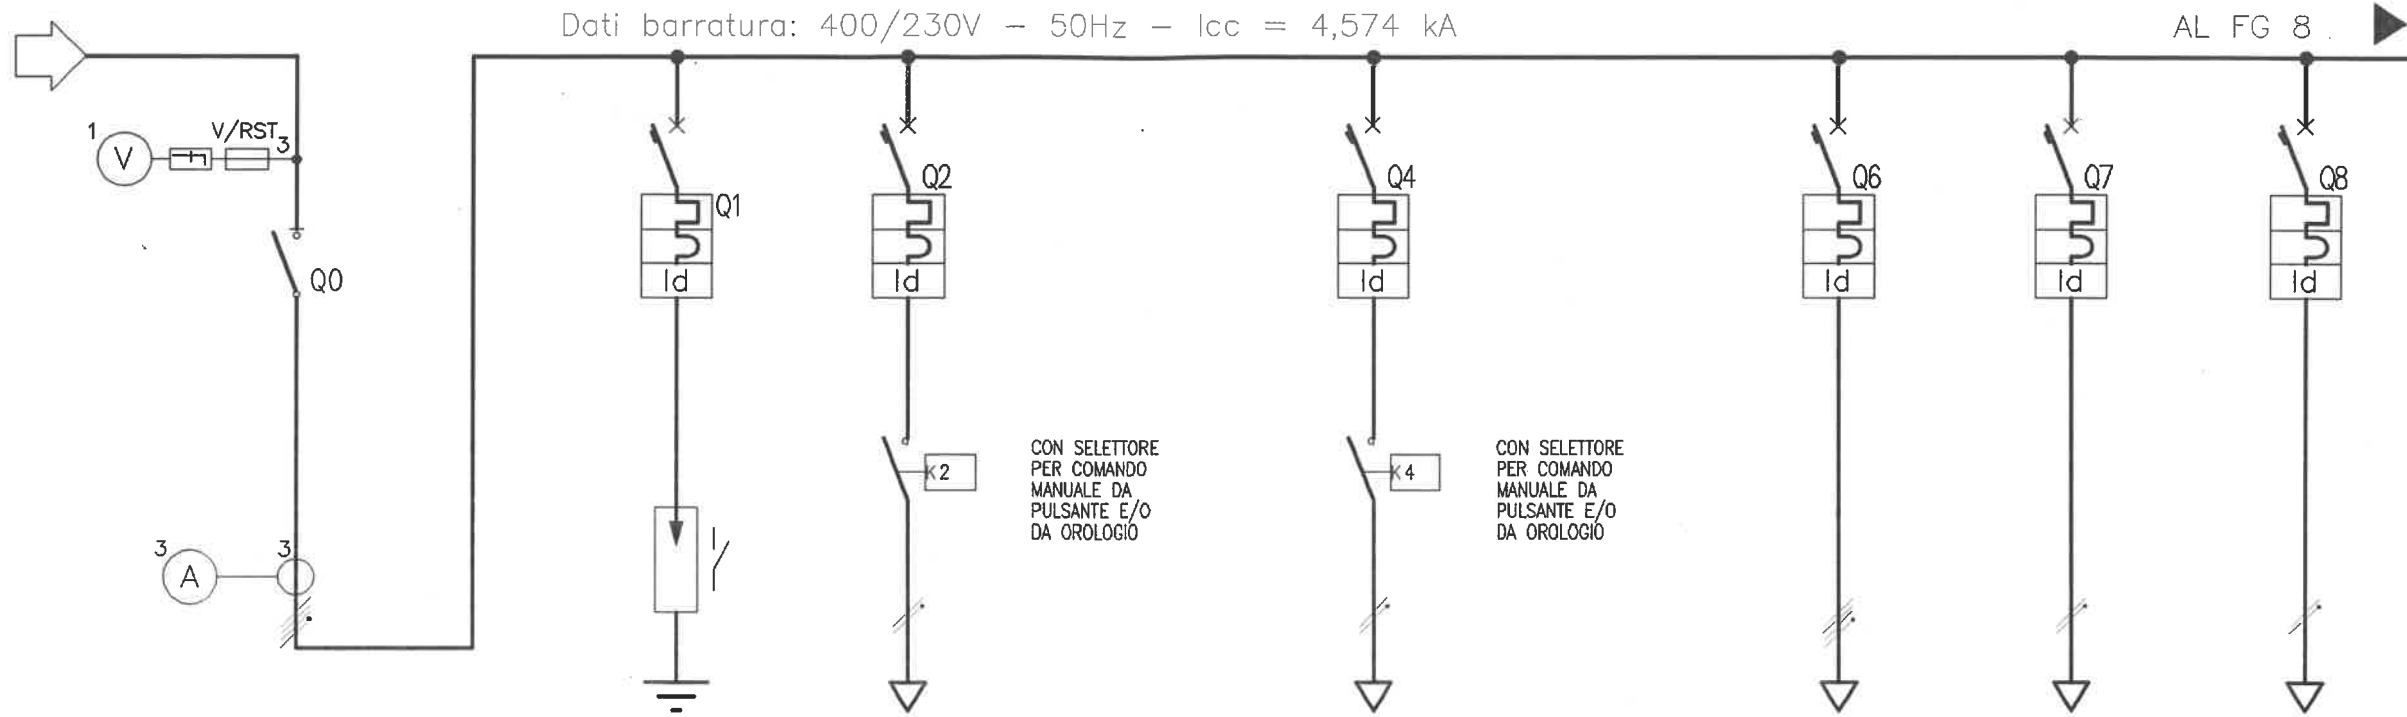 Dati barratura: 400/230V – 50Hz – Icc = 4,574 kA
AL FG 8
1
V
V/RST
3
Q0
3
A
3
Q1
Id
Q2
Id
K2
CON SELETTORE
PER COMANDO
MANUALE DA
PULSANTE E/O
DA OROLOGIO
Q4
Id
K4
CON SELETTORE
PER COMANDO
MANUALE DA
PULSANTE E/O
DA OROLOGIO
Q6
Id
Q7
Id
Q8
Id